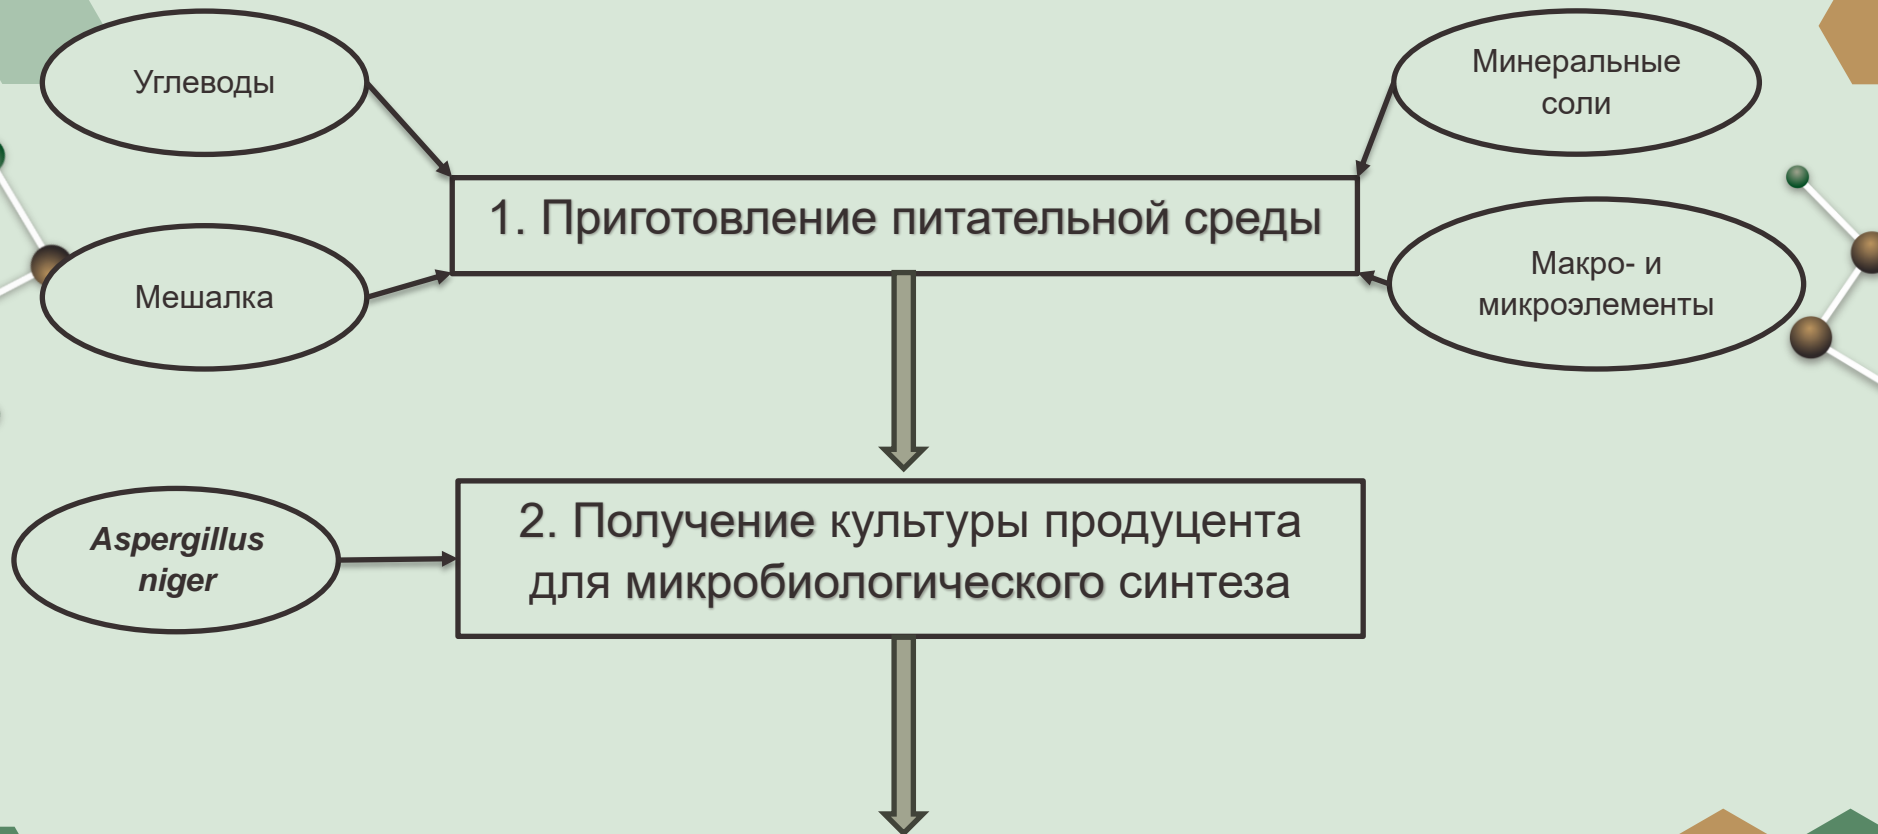 Углеводы
Минеральные
соли
1. Приготовление питательной среды
Мешалка
Макро- и
микроэлементы
Aspergillus
niger
2. Получение культуры продуцента
для микробиологического синтеза